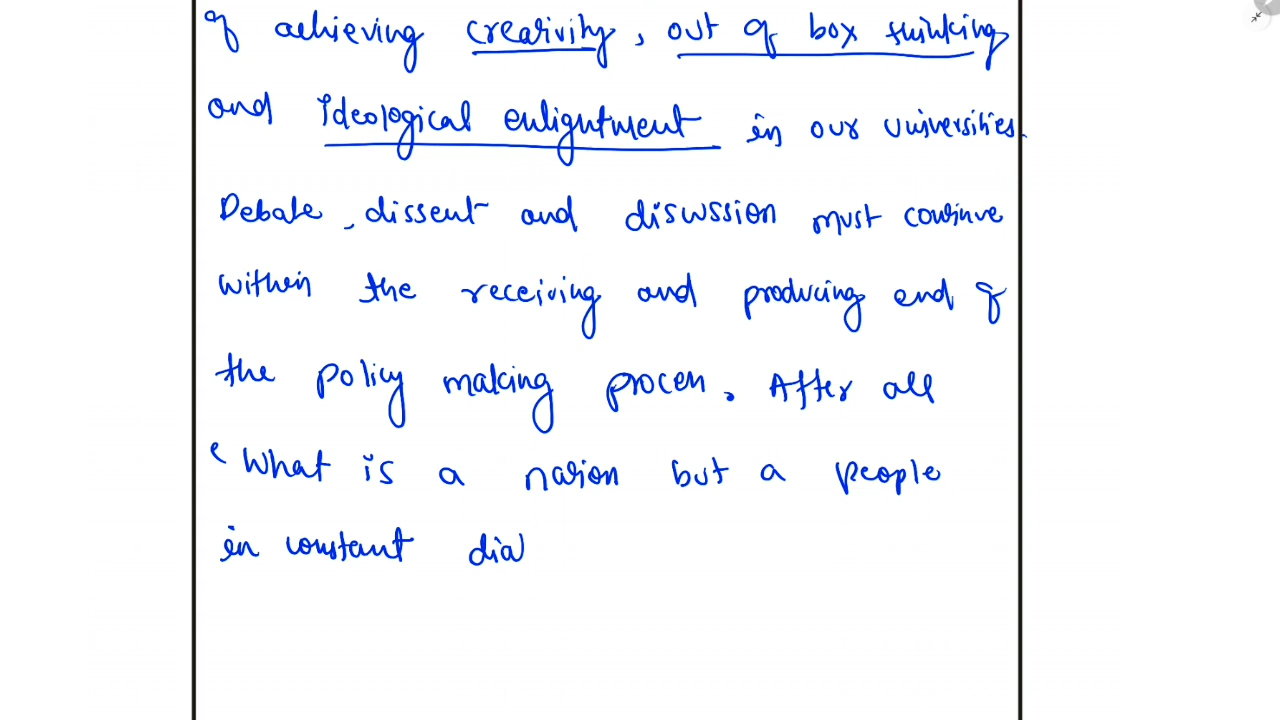 of achieving creativity, out of box thinking
and Ideological enlightment in our universities.
Debate, dissent and discussion must continue
within the receiving and producing end of
the policy making process. After all
‘What is a nation but a people
in constant dial